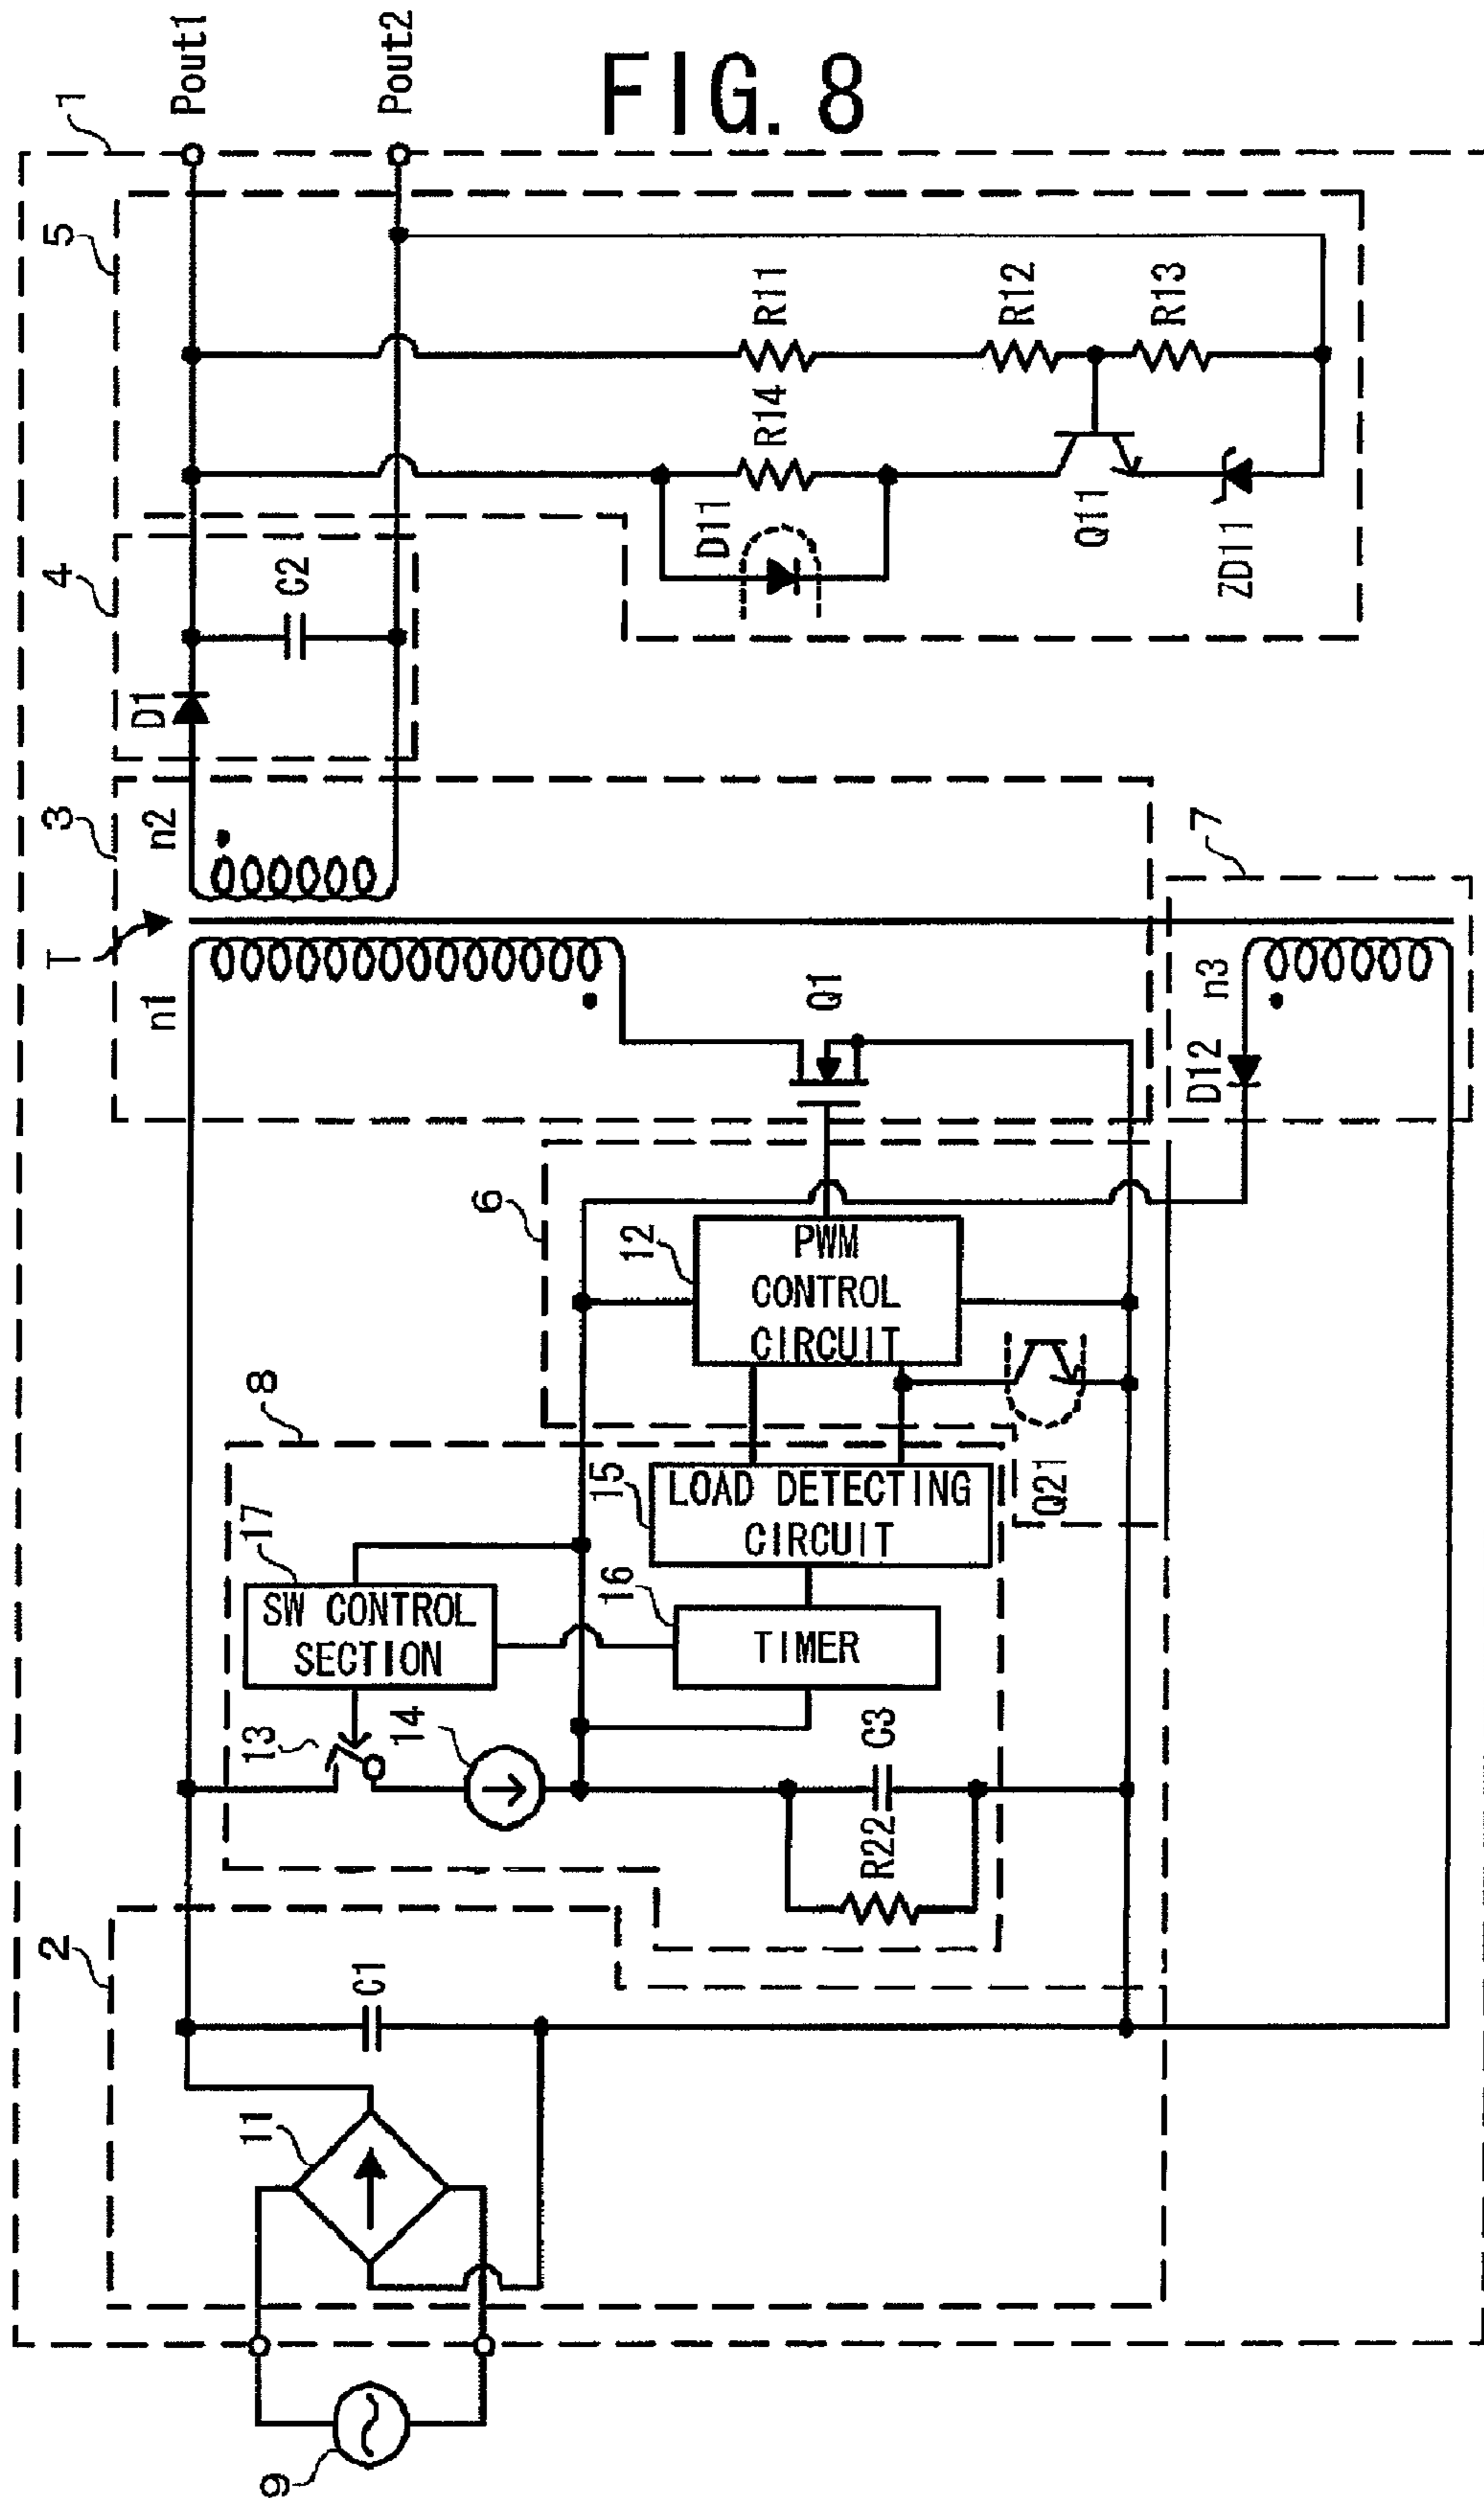 FIG. 8
1
2
3
4
5
6
7
8
9
11
C1
T
n1
n2
n3
D1
C2
Pout1
Pout2
R11
R12
R13
R14
D11
Q11
ZD11
Q1
D12
12
PWM
CONTROL
CIRCUIT
15
LOAD DETECTING
CIRCUIT
Q21
16
TIMER
17
SW CONTROL
SECTION
13
14
C3
R22